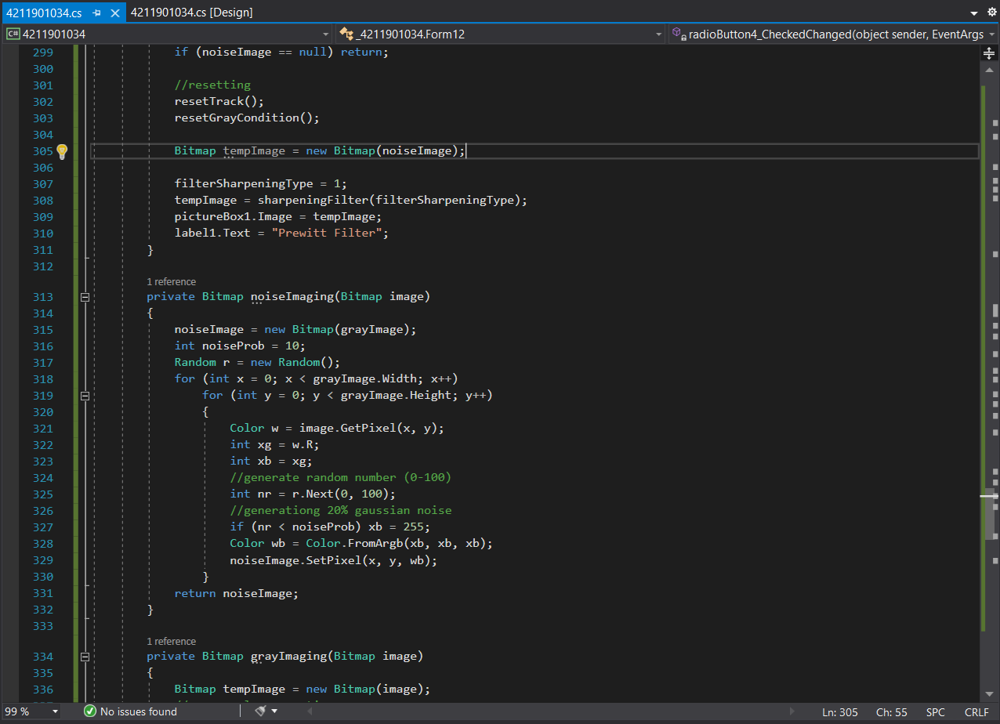 4211901034.cs
4211901034.cs [Design]
C# 4211901034
_4211901034.Form12
radioButton4_CheckedChanged(object sender, EventArgs
299 if (noiseImage == null) return;
300
301 //resetting
302 resetTrack();
303 resetGrayCondition();
304
305 Bitmap tempImage = new Bitmap(noiseImage);
306
307 filterSharpeningType = 1;
308 tempImage = sharpeningFilter(filterSharpeningType);
309 pictureBox1.Image = tempImage;
310 label1.Text = "Prewitt Filter";
311 }
312
1 reference
313 private Bitmap noiseImaging(Bitmap image)
314 {
315 noiseImage = new Bitmap(grayImage);
316 int noiseProb = 10;
317 Random r = new Random();
318 for (int x = 0; x < grayImage.Width; x++)
319 for (int y = 0; y < grayImage.Height; y++)
320 {
321 Color w = image.GetPixel(x, y);
322 int xg = w.R;
323 int xb = xg;
324 //generate random number (0-100)
325 int nr = r.Next(0, 100);
326 //generationg 20% gaussian noise
327 if (nr < noiseProb) xb = 255;
328 Color wb = Color.FromArgb(xb, xb, xb);
329 noiseImage.SetPixel(x, y, wb);
330 }
331 return noiseImage;
332 }
333
1 reference
334 private Bitmap grayImaging(Bitmap image)
335 {
336 Bitmap tempImage = new Bitmap(image);
99 %
No issues found
Ln: 305
Ch: 55
SPC
CRLF